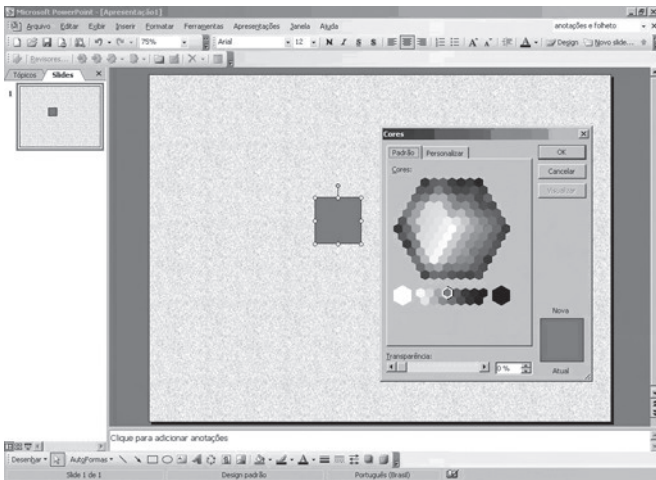 Microsoft PowerPoint - [Apresentação1]
Arquivo Editar Exibir Inserir Formatar Ferramentas Apresentações Janela Ajuda anotações e folheto
75% Arial 12 N I S S Design Novo slide...
Revisores...
Tópicos Slides
1
Cores
Padrão Personalizar
OK
Cores:
Cancelar
Visualizar
Nova
Transparência:
0 %
Atual
Clique para adicionar anotações
Desenhar AutoFormas
Slide 1 de 1 Design padrão Português (Brasil)